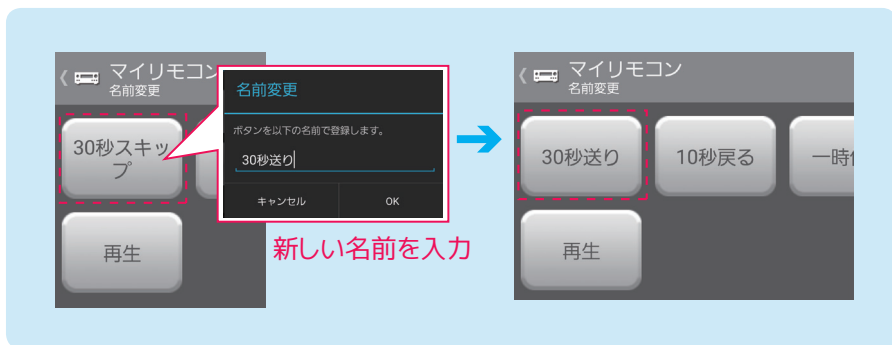 マイリモコン
名前変更
30秒スキッ
プ
再生
名前変更
ボタンを以下の名前で登録します。
30秒送り
キャンセル
OK
新しい名前を入力
マイリモコン
名前変更
30秒送り
10秒戻る
一時
再生